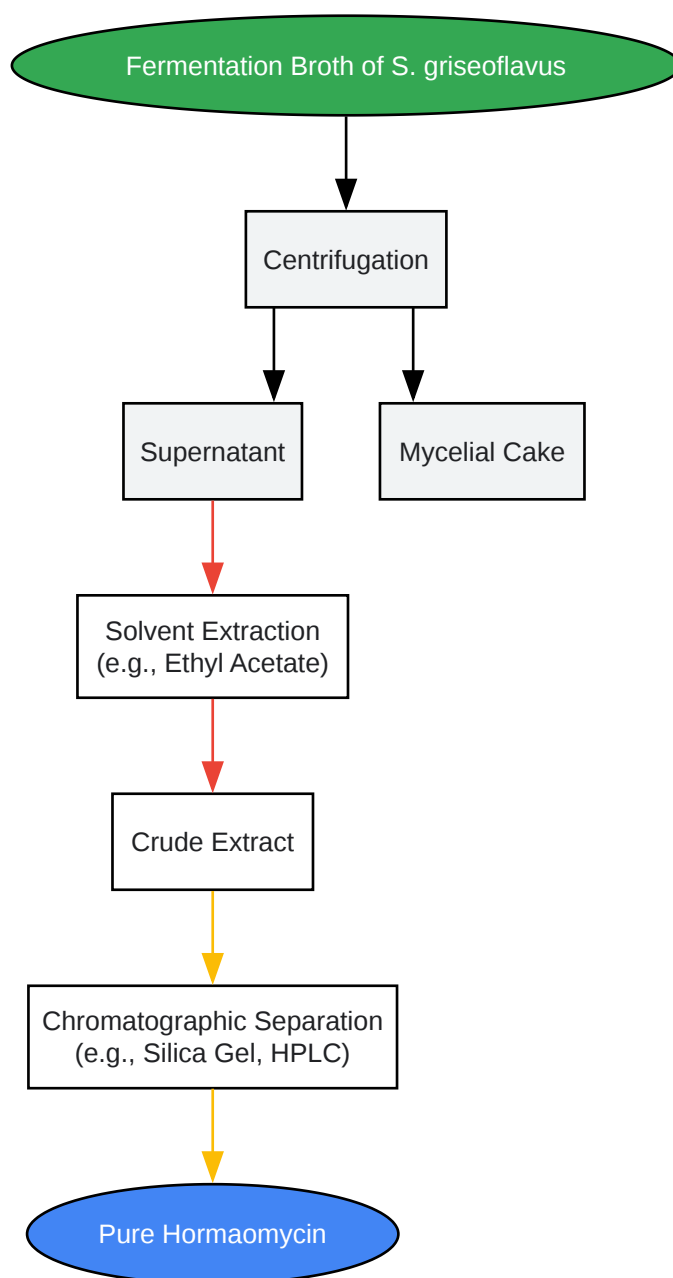 Fermentation Broth of S. griseoflavus
Centrifugation
Supernatant
Mycelial Cake
Solvent Extraction
(e.g., Ethyl Acetate)
Crude Extract
Chromatographic Separation
(e.g., Silica Gel, HPLC)
Pure Hormaomycin